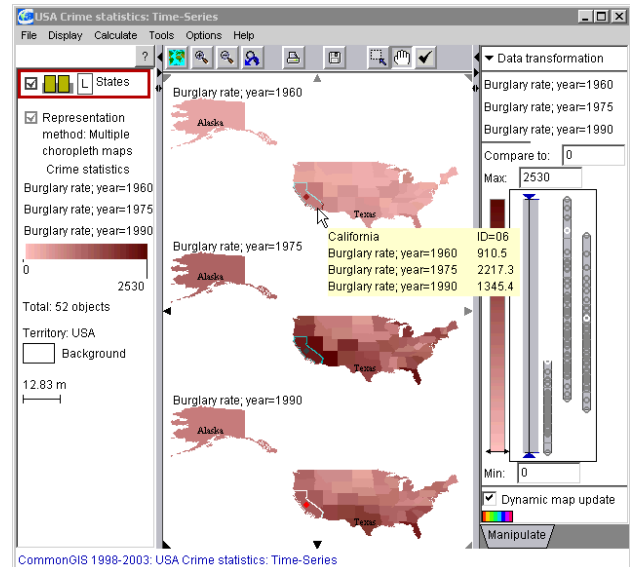 USA Crime statistics: Time-Series
File Display Calculate Tools Options Help
?
L States
Representation
method: Multiple
choropleth maps
Crime statistics
Burglary rate; year=1960
Burglary rate; year=1975
Burglary rate; year=1990
0
2530
Total: 52 objects
Territory: USA
Background
12.83 m
Burglary rate; year=1960
Alaska
Texas
California ID=06
Burglary rate; year=1960 910.5
Burglary rate; year=1975 2217.3
Burglary rate; year=1990 1345.4
Burglary rate; year=1975
Alaska
Texas
Burglary rate; year=1990
Alaska
Texas
Data transformation
Burglary rate; year=1960
Burglary rate; year=1975
Burglary rate; year=1990
Compare to: 0
Max: 2530
Min: 0
Dynamic map update
Manipulate
CommonGIS 1998-2003: USA Crime statistics: Time-Series